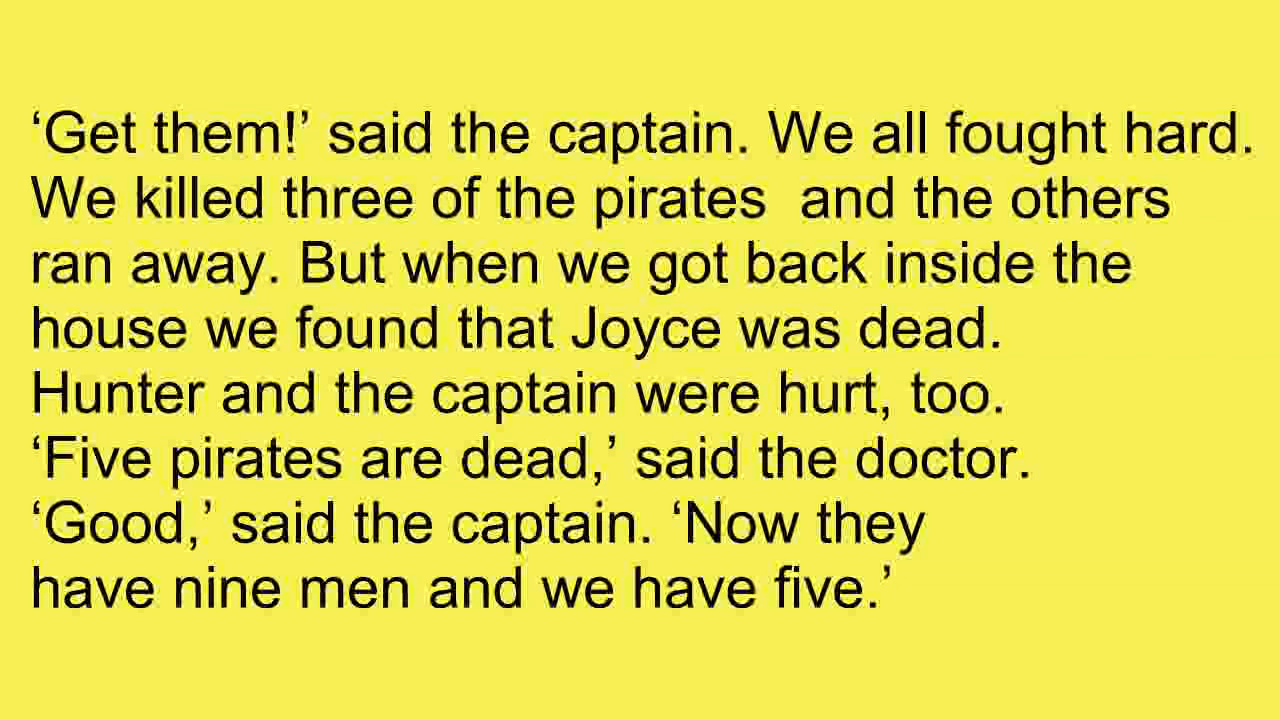 ‘Get them!’ said the captain. We all fought hard.
We killed three of the pirates  and the others
ran away. But when we got back inside the
house we found that Joyce was dead.
Hunter and the captain were hurt, too.
‘Five pirates are dead,’ said the doctor.
‘Good,’ said the captain. ‘Now they
have nine men and we have five.’